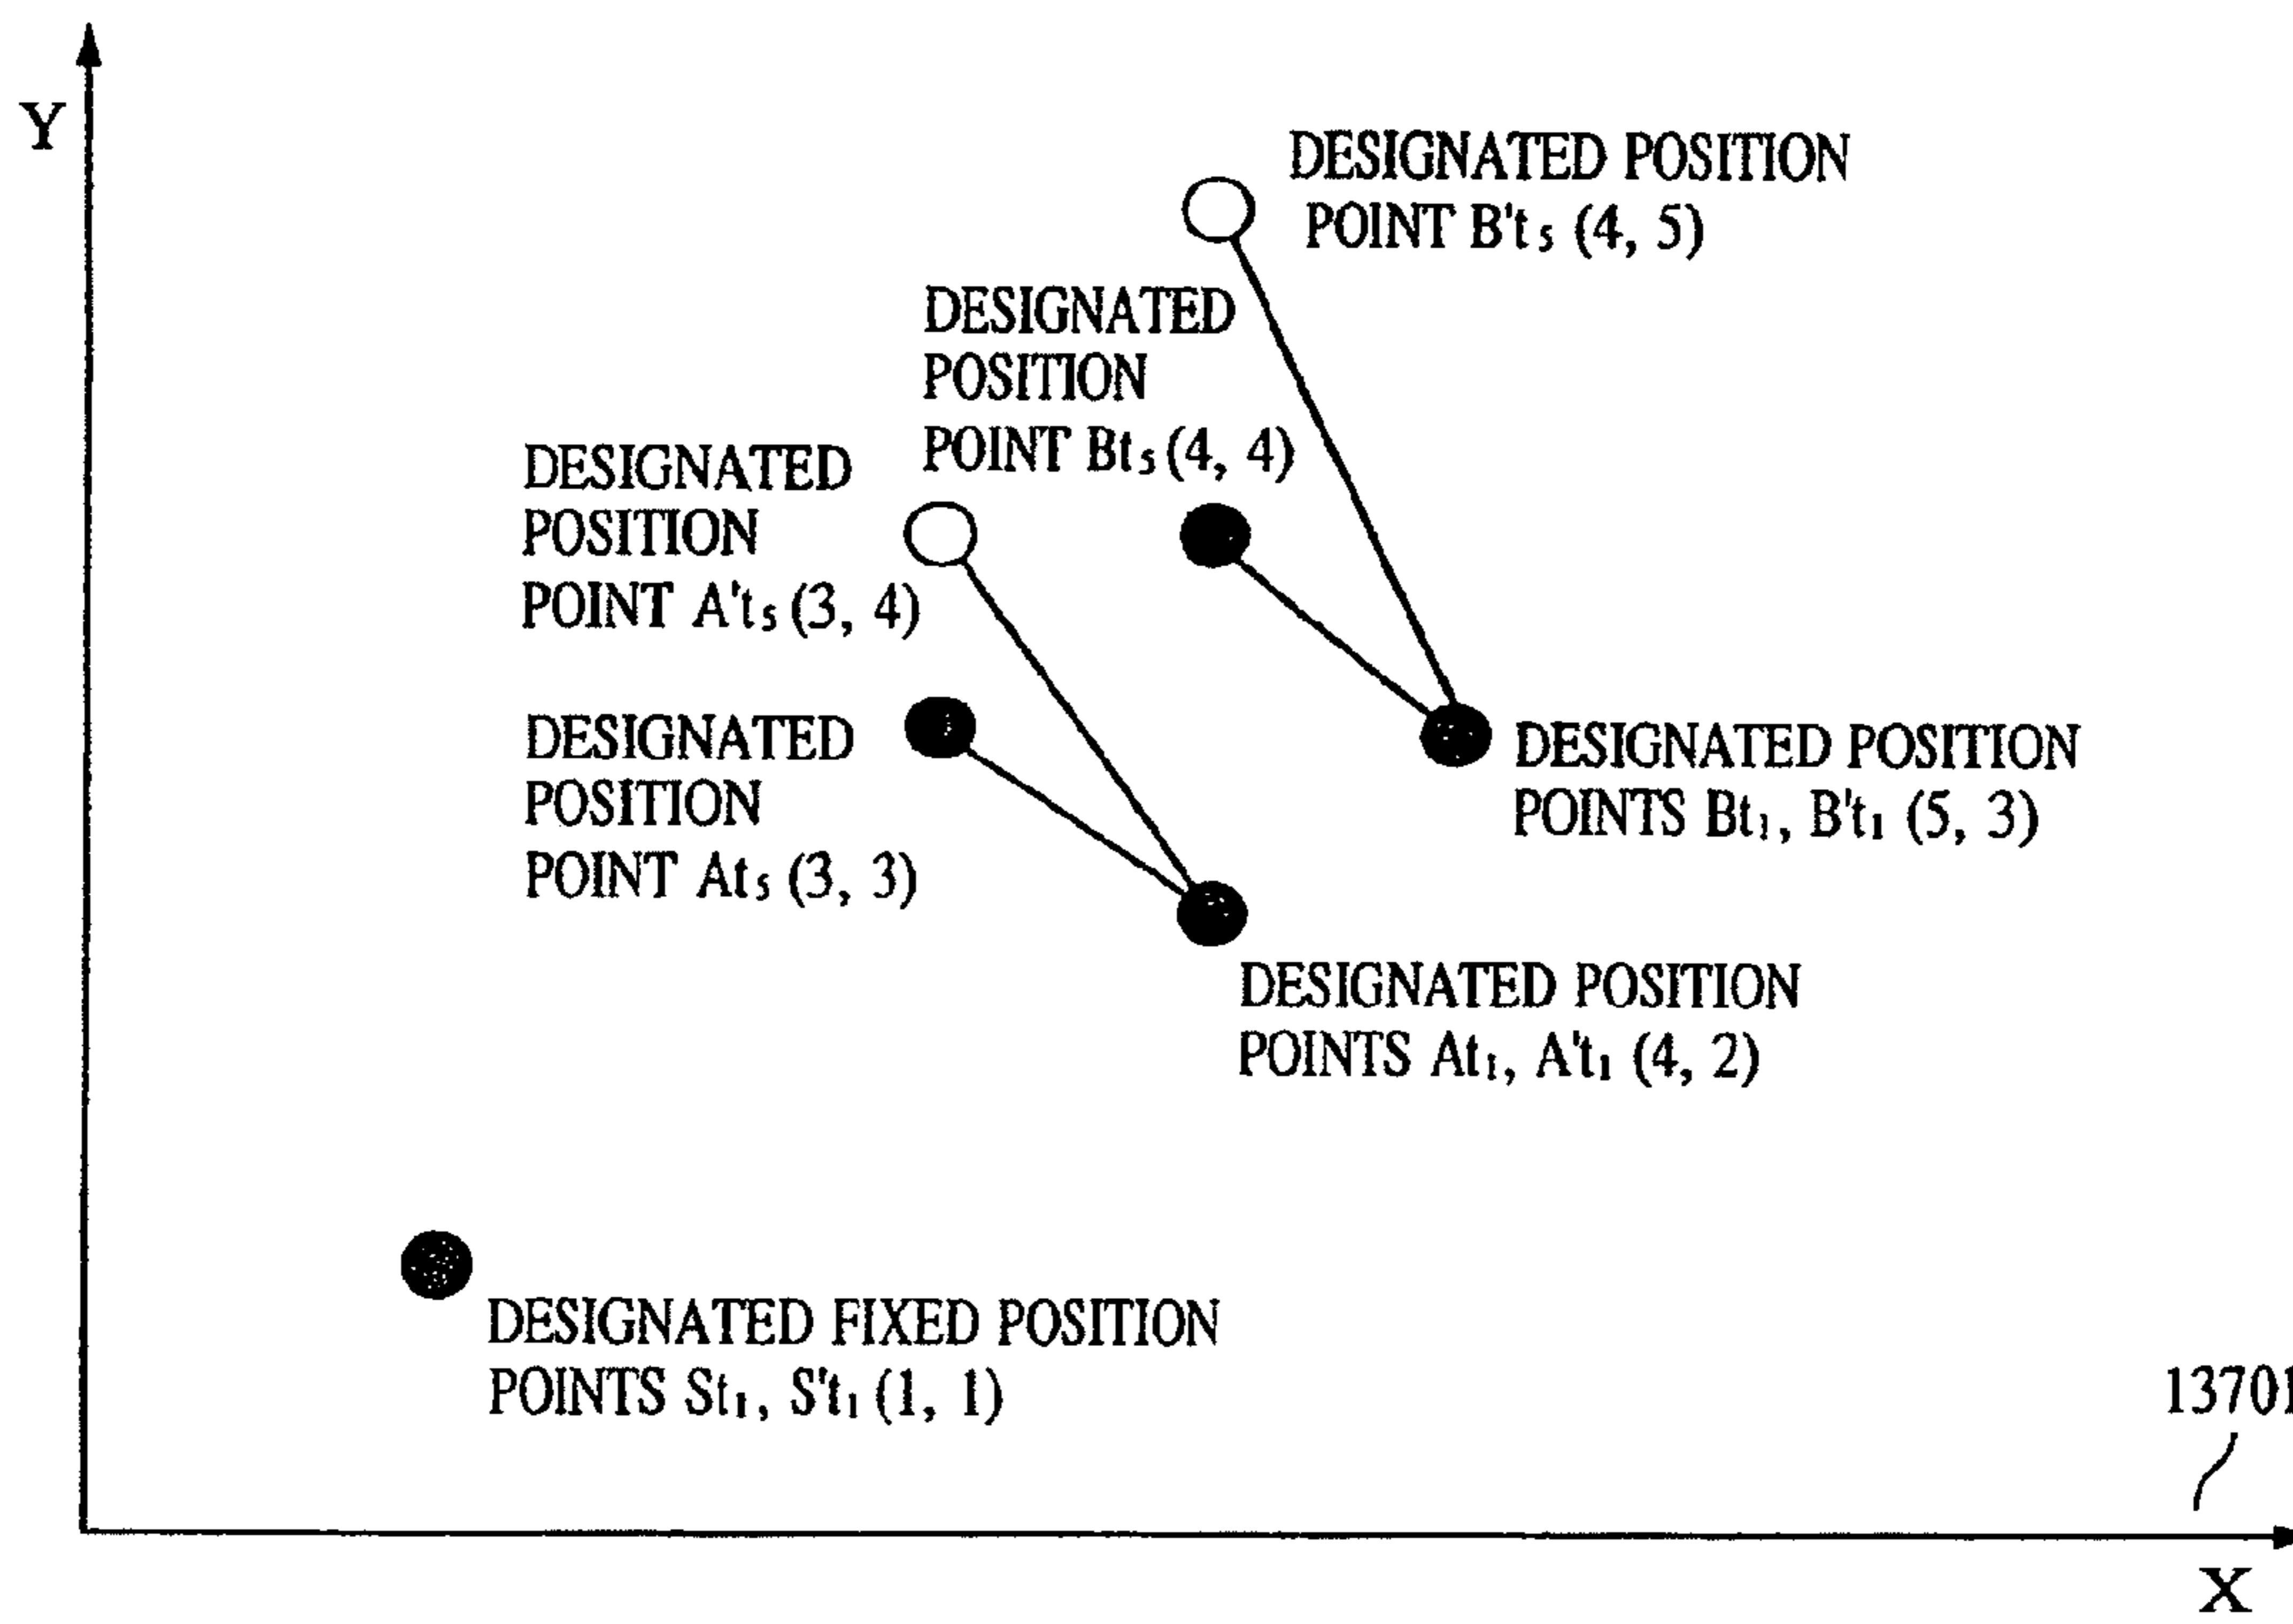 Y
DESIGNATED POSITION
POINT B't5 (4, 5)
DESIGNATED
POSITION
POINT Bt5 (4, 4)
DESIGNATED
POSITION
POINT A't5 (3, 4)
DESIGNATED
POSITION
POINT At5 (3, 3)
DESIGNATED POSITION
POINTS Bt1, B't1 (5, 3)
DESIGNATED POSITION
POINTS At1, A't1 (4, 2)
DESIGNATED FIXED POSITION
POINTS St1, S't1 (1, 1)
13701
X